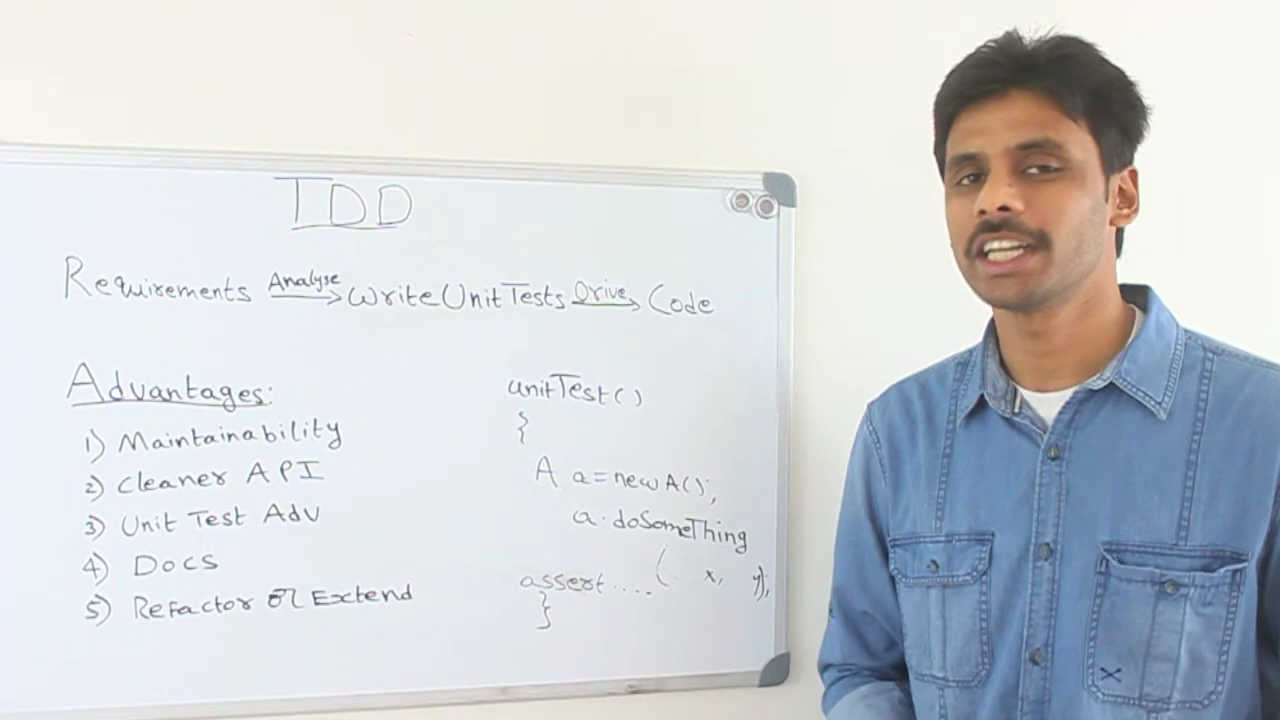 TDD
Requirements Analyse Write Unit Tests Drive Code
Advantages:
1) Maintainability
2) Cleaner API
3) Unit Test Adv
4) Docs
5) Refactor or Extend
unitTest()
{
A a = new A();
a.doSomeThing
( x, y);
assert....
}